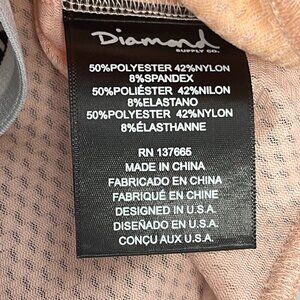 Diamond
SUPPLY CO.
50%POLYESTER 42%NYLON
8%SPANDEX
50%POLIÉSTER 42%NILON
8%ELASTANO
50%POLYESTER 42%NYLON
8%ÉLASTHANNE
RN 137665
MADE IN CHINA
FABRICADO EN CHINA
FABRIQUÉ EN CHINE
DESIGNED IN U.S.A.
DISEÑADO EN U.S.A.
CONÇU AUX U.S.A.